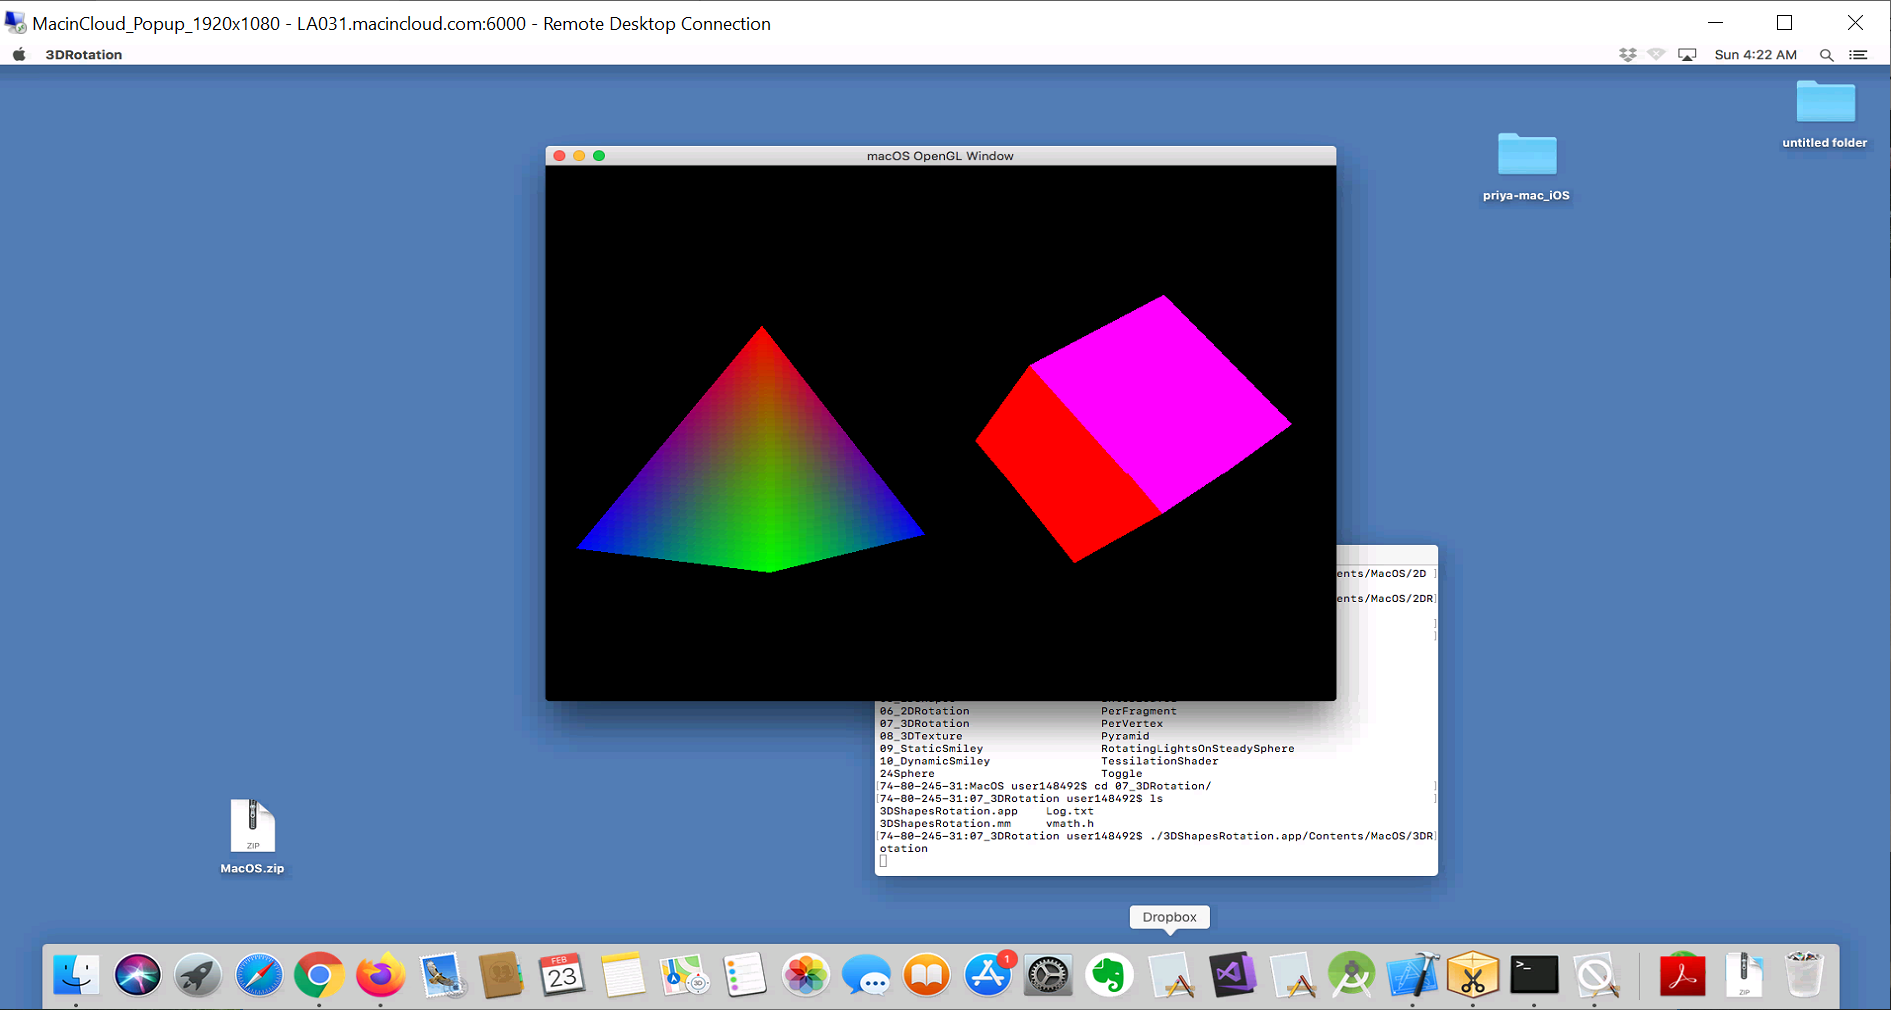 MacinCloud_Popup_1920x1080 - LA031.macincloud.com:6000 - Remote Desktop Connection
3DRotation
Sun 4:22 AM
untitled folder
priya-mac_iOS
macOS OpenGL Window
ents/MacOS/2D ]
ents/MacOS/2DR]
]
]
06_2DRotation PerFragment
07_3DRotation PerVertex
08_3DTexture Pyramid
09_StaticSmiley RotatingLightsOnSteadySphere
10_DynamicSmiley TessilationShader
24Sphere Toggle
[74-80-245-31:MacOS user148492$ cd 07_3DRotation/ ]
[74-80-245-31:07_3DRotation user148492$ ls ]
3DShapesRotation.app Log.txt
3DShapesRotation.mm vmath.h
[74-80-245-31:07_3DRotation user148492$ ./3DShapesRotation.app/Contents/MacOS/3DR]
otation
ZIP
MacOS.zip
Dropbox
FEB
23
3D
1
>_
ZIP